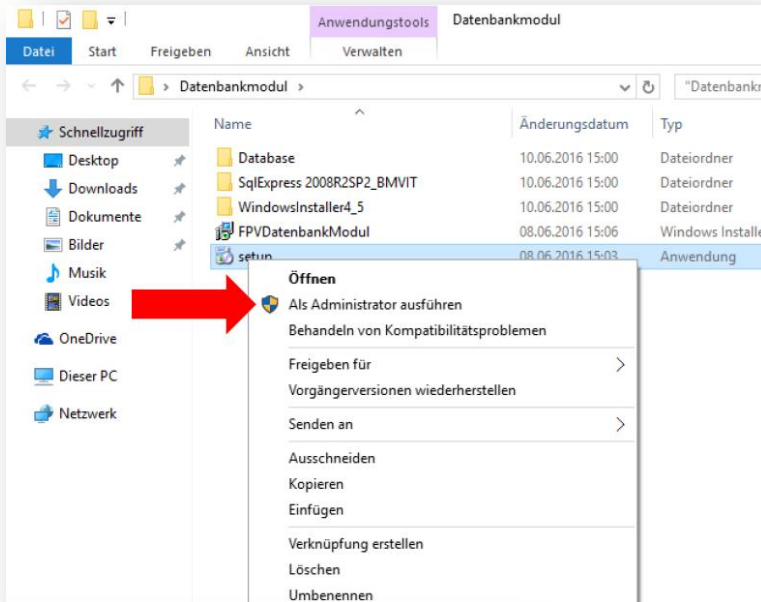 Anwendungstools Datenbankmodul
Datei Start Freigeben Ansicht Verwalten
Datenbankmodul "Datenbankm
Name Änderungsdatum Typ
Schnellzugriff
Desktop
Downloads
Dokumente
Bilder
Musik
Videos
OneDrive
Dieser PC
Netzwerk
Database 10.06.2016 15:00 Dateiordner
SqlExpress 2008R2SP2_BMVIT 10.06.2016 15:00 Dateiordner
WindowsInstaller4_5 10.06.2016 15:00 Dateiordner
FPVDatenbankModul 08.06.2016 15:06 Windows Installe
setup 08.06.2016 15:03 Anwendung
Öffnen
Als Administrator ausführen
Behandeln von Kompatibilitätsproblemen
Freigeben für
Vorgängerversionen wiederherstellen
Senden an
Ausschneiden
Kopieren
Einfügen
Verknüpfung erstellen
Löschen
Umbenennen